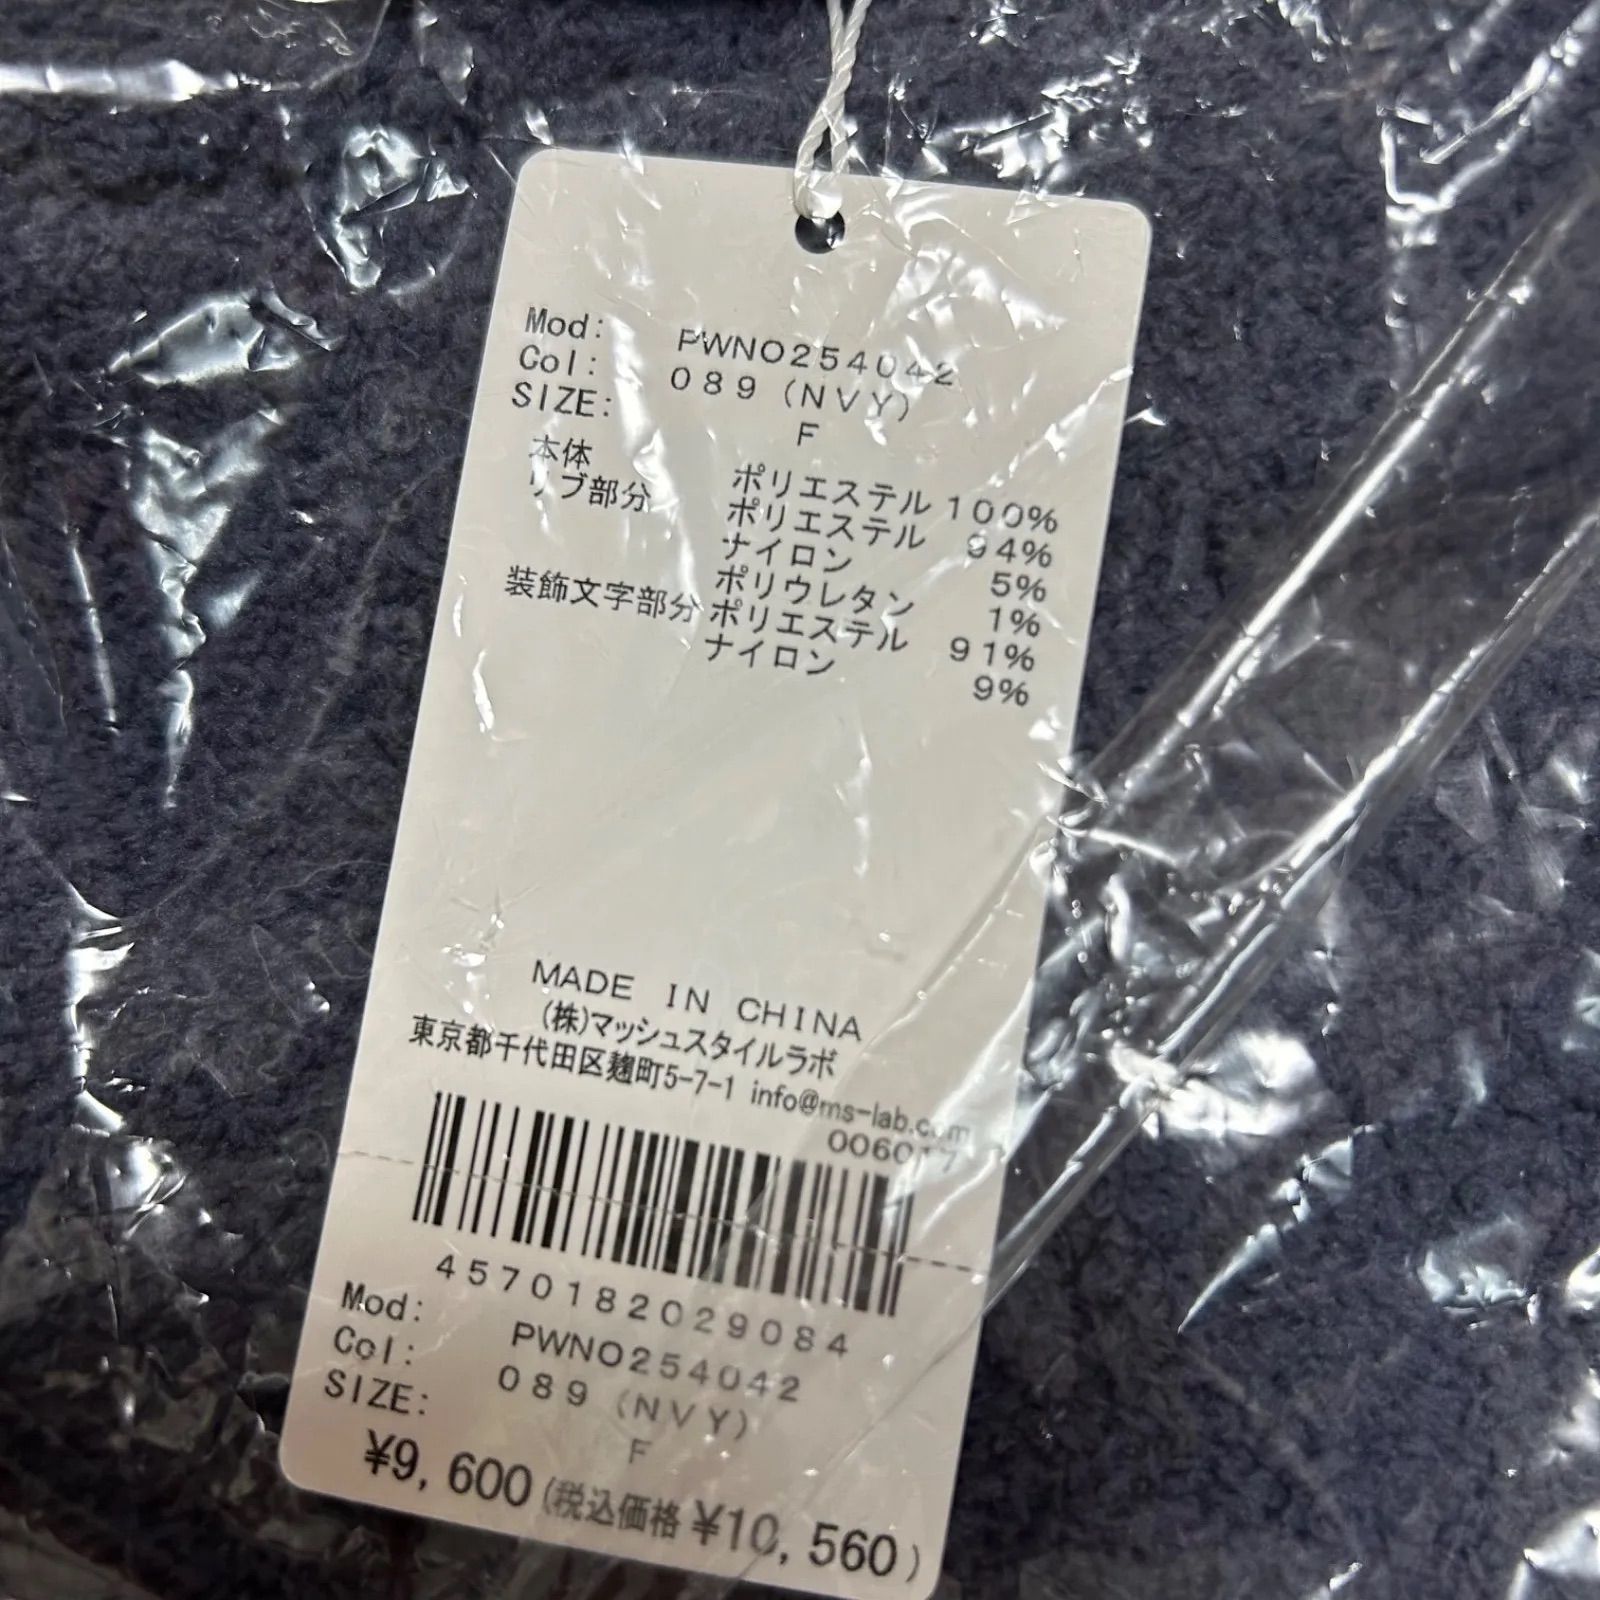 Mod: PWNO254042
Col: 089 (NVY)
SIZE: F
本体 ポリエステル 100%
リブ部分 ポリエステル 94%
ナイロン 5%
ポリウレタン 1%
装飾文字部分 ポリエステル 91%
ナイロン 9%
MADE IN CHINA
(株)マッシュスタイルラボ
東京都千代田区麹町5-7-1 info@ms-lab.com
006017
4570182029084
Mod: PWNO254042
Col: 089 (NVY)
SIZE: F
¥9,600(税込価格 ¥10,560)